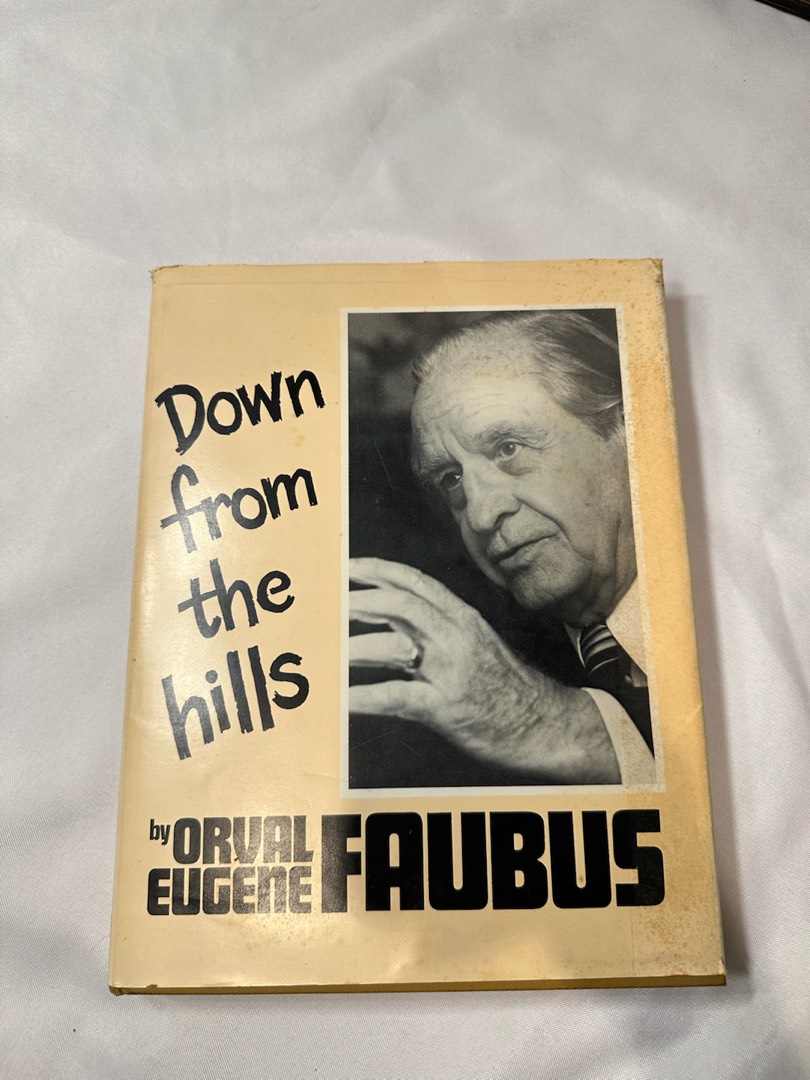 Down
from
the
hills
by ORVAL
EUGENE FAUBUS